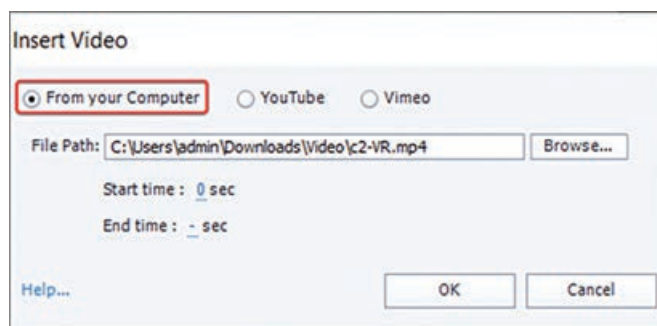 Insert Video
From your Computer YouTube Vimeo
File Path: C:\Users\admin\Downloads\Video\c2-VR.mp4 Browse...
Start time : 0 sec
End time : - sec
Help... OK Cancel